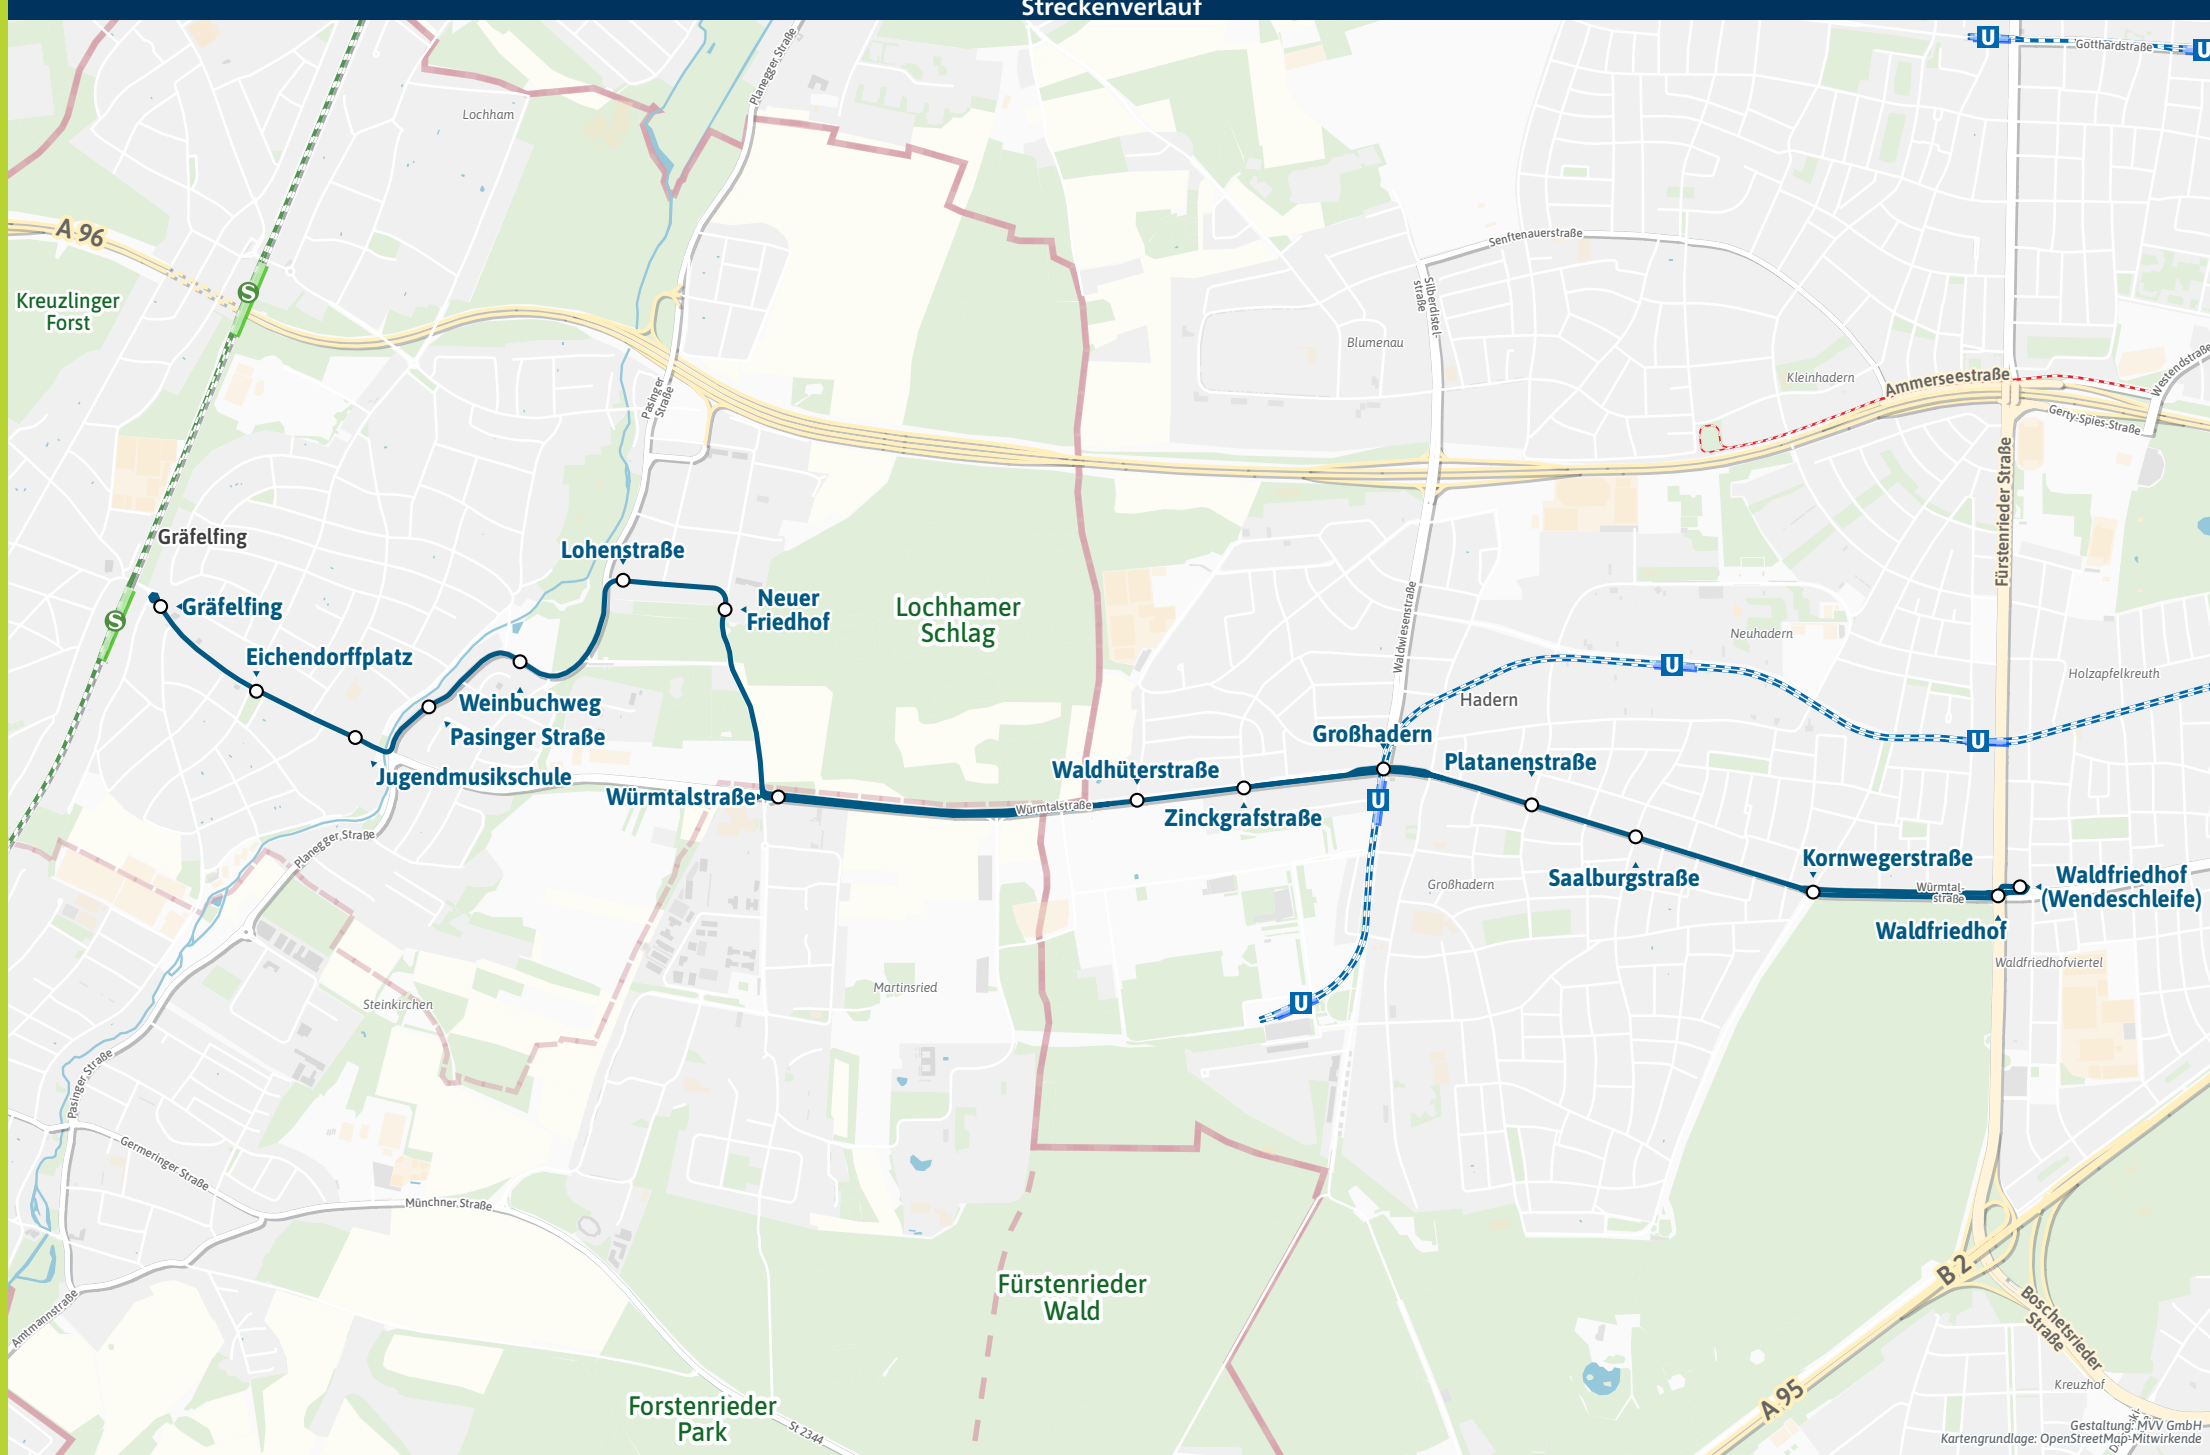 Streckenverlauf
U
Gotthardstraße
U
Planegger Straße
Lochham
A 96
Senftenauerstraße
S
Kreuzlinger
Forst
Silberdistel-
straße
Blumenau
Kleinhadern
Ammerseestraße
Westendstraße
Pasinger
Straße
Gerty-Spies-Straße
Fürstenrieder Straße
Gräfelfing
Lohenstraße
Gräfelfing
Neuer
Friedhof
Lochhamer
Schlag
S
Waldwiesenstraße
Neuhadern
Eichendorffplatz
U
Holzapfelkreuth
Weinbuchweg
Hadern
Pasinger Straße
Großhadern
U
Jugendmusikschule
Waldhüterstraße
Platanenstraße
Würmtalstraße
U
Würmtalstraße
Zinckgrafstraße
Planegger Straße
Kornwegerstraße
Saalburgstraße
Großhadern
Würmtal-
straße
Waldfriedhof
(Wendeschleife)
Waldfriedhof
Waldfriedhofviertel
Martinsried
Steinkirchen
U
Pasinger Straße
Germeringer Straße
Münchner Straße
B 2
Fürstenrieder
Wald
Amtmannstraße
Boschetsrieder
Straße
Kreuzhof
A 95
Forstenrieder
Park
St 2344
Gestaltung: MVV GmbH
Kartengrundlage: OpenStreetMap-Mitwirkende